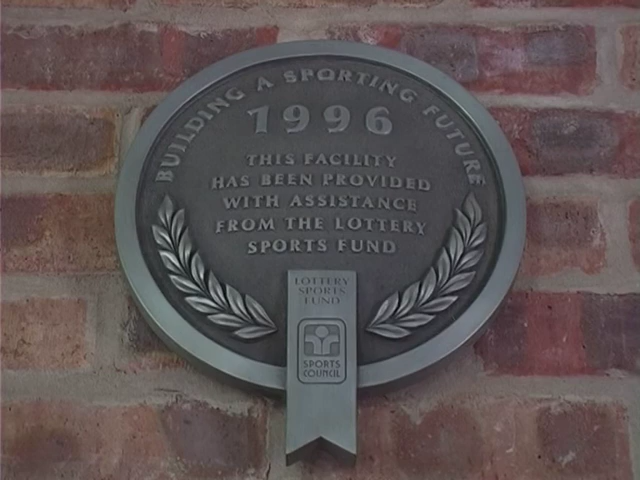 BUILDING A SPORTING FUTURE
1996
THIS FACILITY
HAS BEEN PROVIDED
WITH ASSISTANCE
FROM THE LOTTERY
SPORTS FUND
LOTTERY
SPORTS
FUND
SPORTS
COUNCIL